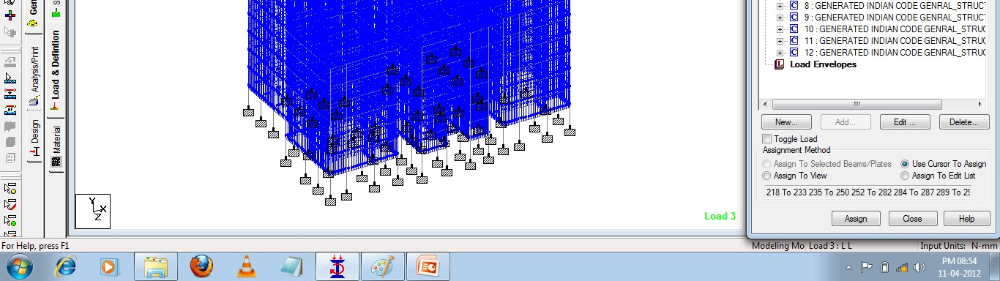 8 : GENERATED INDIAN CODE GENRAL_STRUCT
9 : GENERATED INDIAN CODE GENRAL_STRUCT
10 : GENERATED INDIAN CODE GENRAL_STRUC
11 : GENERATED INDIAN CODE GENRAL_STRUC
12 : GENERATED INDIAN CODE GENRAL_STRUC
Load Envelopes
New...
Add...
Edit ...
Delete...
Toggle Load
Assignment Method
Assign To Selected Beams/Plates
Use Cursor To Assign
Assign To View
Assign To Edit List
218 To 233 235 To 250 252 To 282 284 To 287 289 To 29
Assign
Close
Help
Gen
Analysis/Print
Design
Load & Definition
Material
Y
X
Z
Load 3
For Help, press F1
Modeling Mo
Load 3 : L L
Input Units: N-mm
PM 08:54
11-04-2012